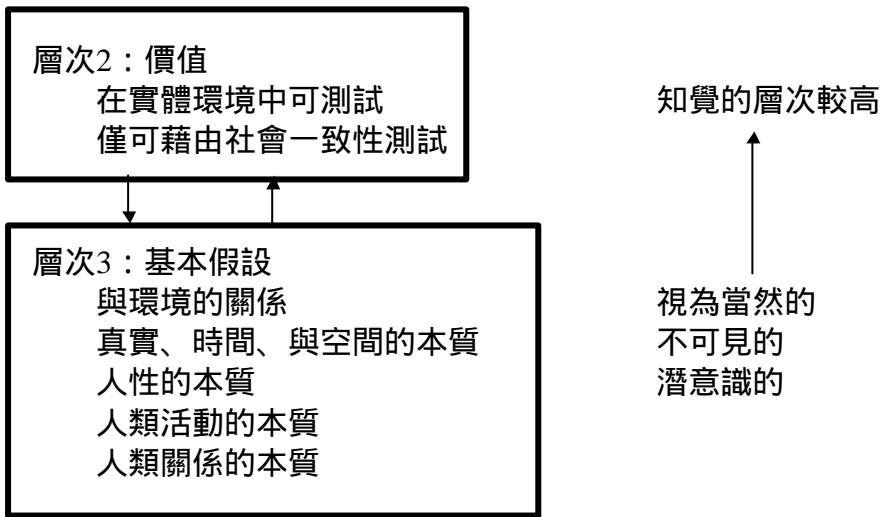 層次2：價值
在實體環境中可測試
僅可藉由社會一致性測試
知覺的層次較高
層次3：基本假設
與環境的關係
真實、時間、與空間的本質
人性的本質
人類活動的本質
人類關係的本質
視為當然的
不可見的
潛意識的